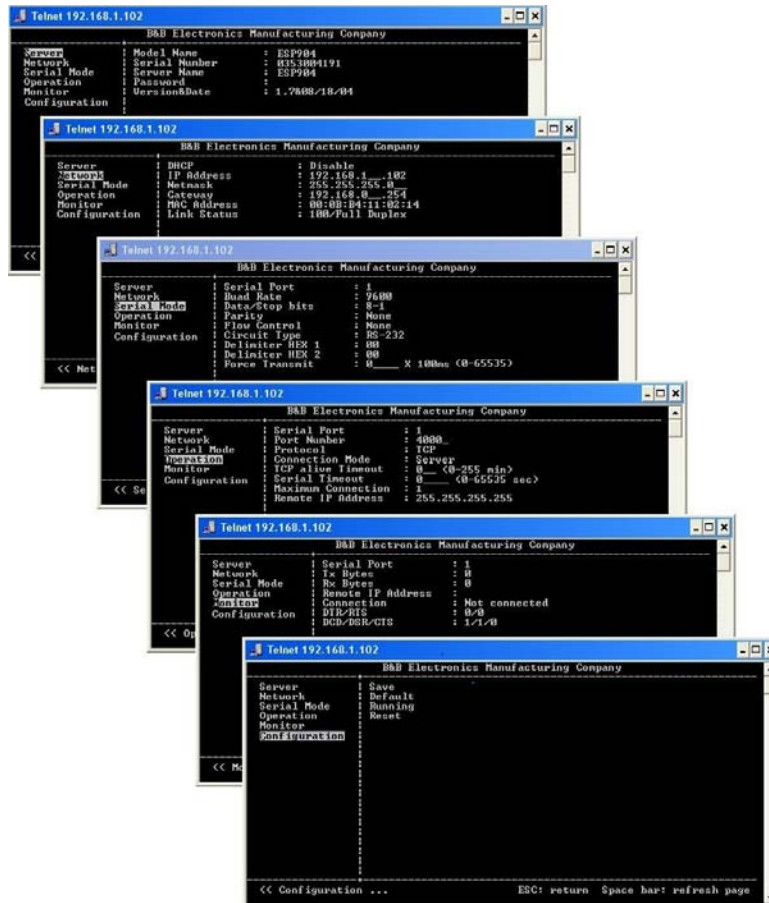 Telnet 192.168.1.102
B&B Electronics Manufacturing Company
Server Model Name : ESP904
Network Serial Number : 0353004191
Serial Mode Server Name : ESP904
Operation Password :
Monitor Version&Date : 1.7&08/18/04
Configuration
<<
Telnet 192.168.1.102
B&B Electronics Manufacturing Company
Server DHCP : Disable
Network IP Address : 192.168.1__.102
Serial Mode Netmask : 255.255.255.0__
Operation Gateway : 192.168.0__.254
Monitor MAC Address : 00:0B:B4:11:02:14
Configuration Link Status : 100/Full Duplex
<< Net
Telnet 192.168.1.102
B&B Electronics Manufacturing Company
Server Serial Port : 1
Network Buad Rate : 9600
Serial Mode Data/Stop bits : 8-1
Operation Parity : None
Monitor Flow Control : None
Configuration Circuit Type : RS-232
Delimiter HEX 1 : 00
Delimiter HEX 2 : 00
Force Transmit : 0____ X 100ms (0-65535)
<< Se
Telnet 192.168.1.102
B&B Electronics Manufacturing Company
Server Serial Port : 1
Network Port Number : 4000_
Serial Mode Protocol : TCP
Operation Connection Mode : Server
Monitor TCP alive Timeout : 0__ (0-255 min)
Configuration Serial Timeout : 0____ (0-65535 sec)
Maximum Connection : 1
Remote IP Address : 255.255.255.255
<< Op
Telnet 192.168.1.102
B&B Electronics Manufacturing Company
Server Serial Port : 1
Network Tx Bytes : 0
Serial Mode Rx Bytes : 0
Operation Remote IP Address :
Monitor Connection : Not connected
Configuration DTR/RTS : 0/0
DCD/DSR/CTS : 1/1/0
<< Mo
Telnet 192.168.1.102
B&B Electronics Manufacturing Company
Server Save
Network Default
Serial Mode Running
Operation Reset
Monitor
Configuration
<< Configuration ... ESC: return Space bar: refresh page